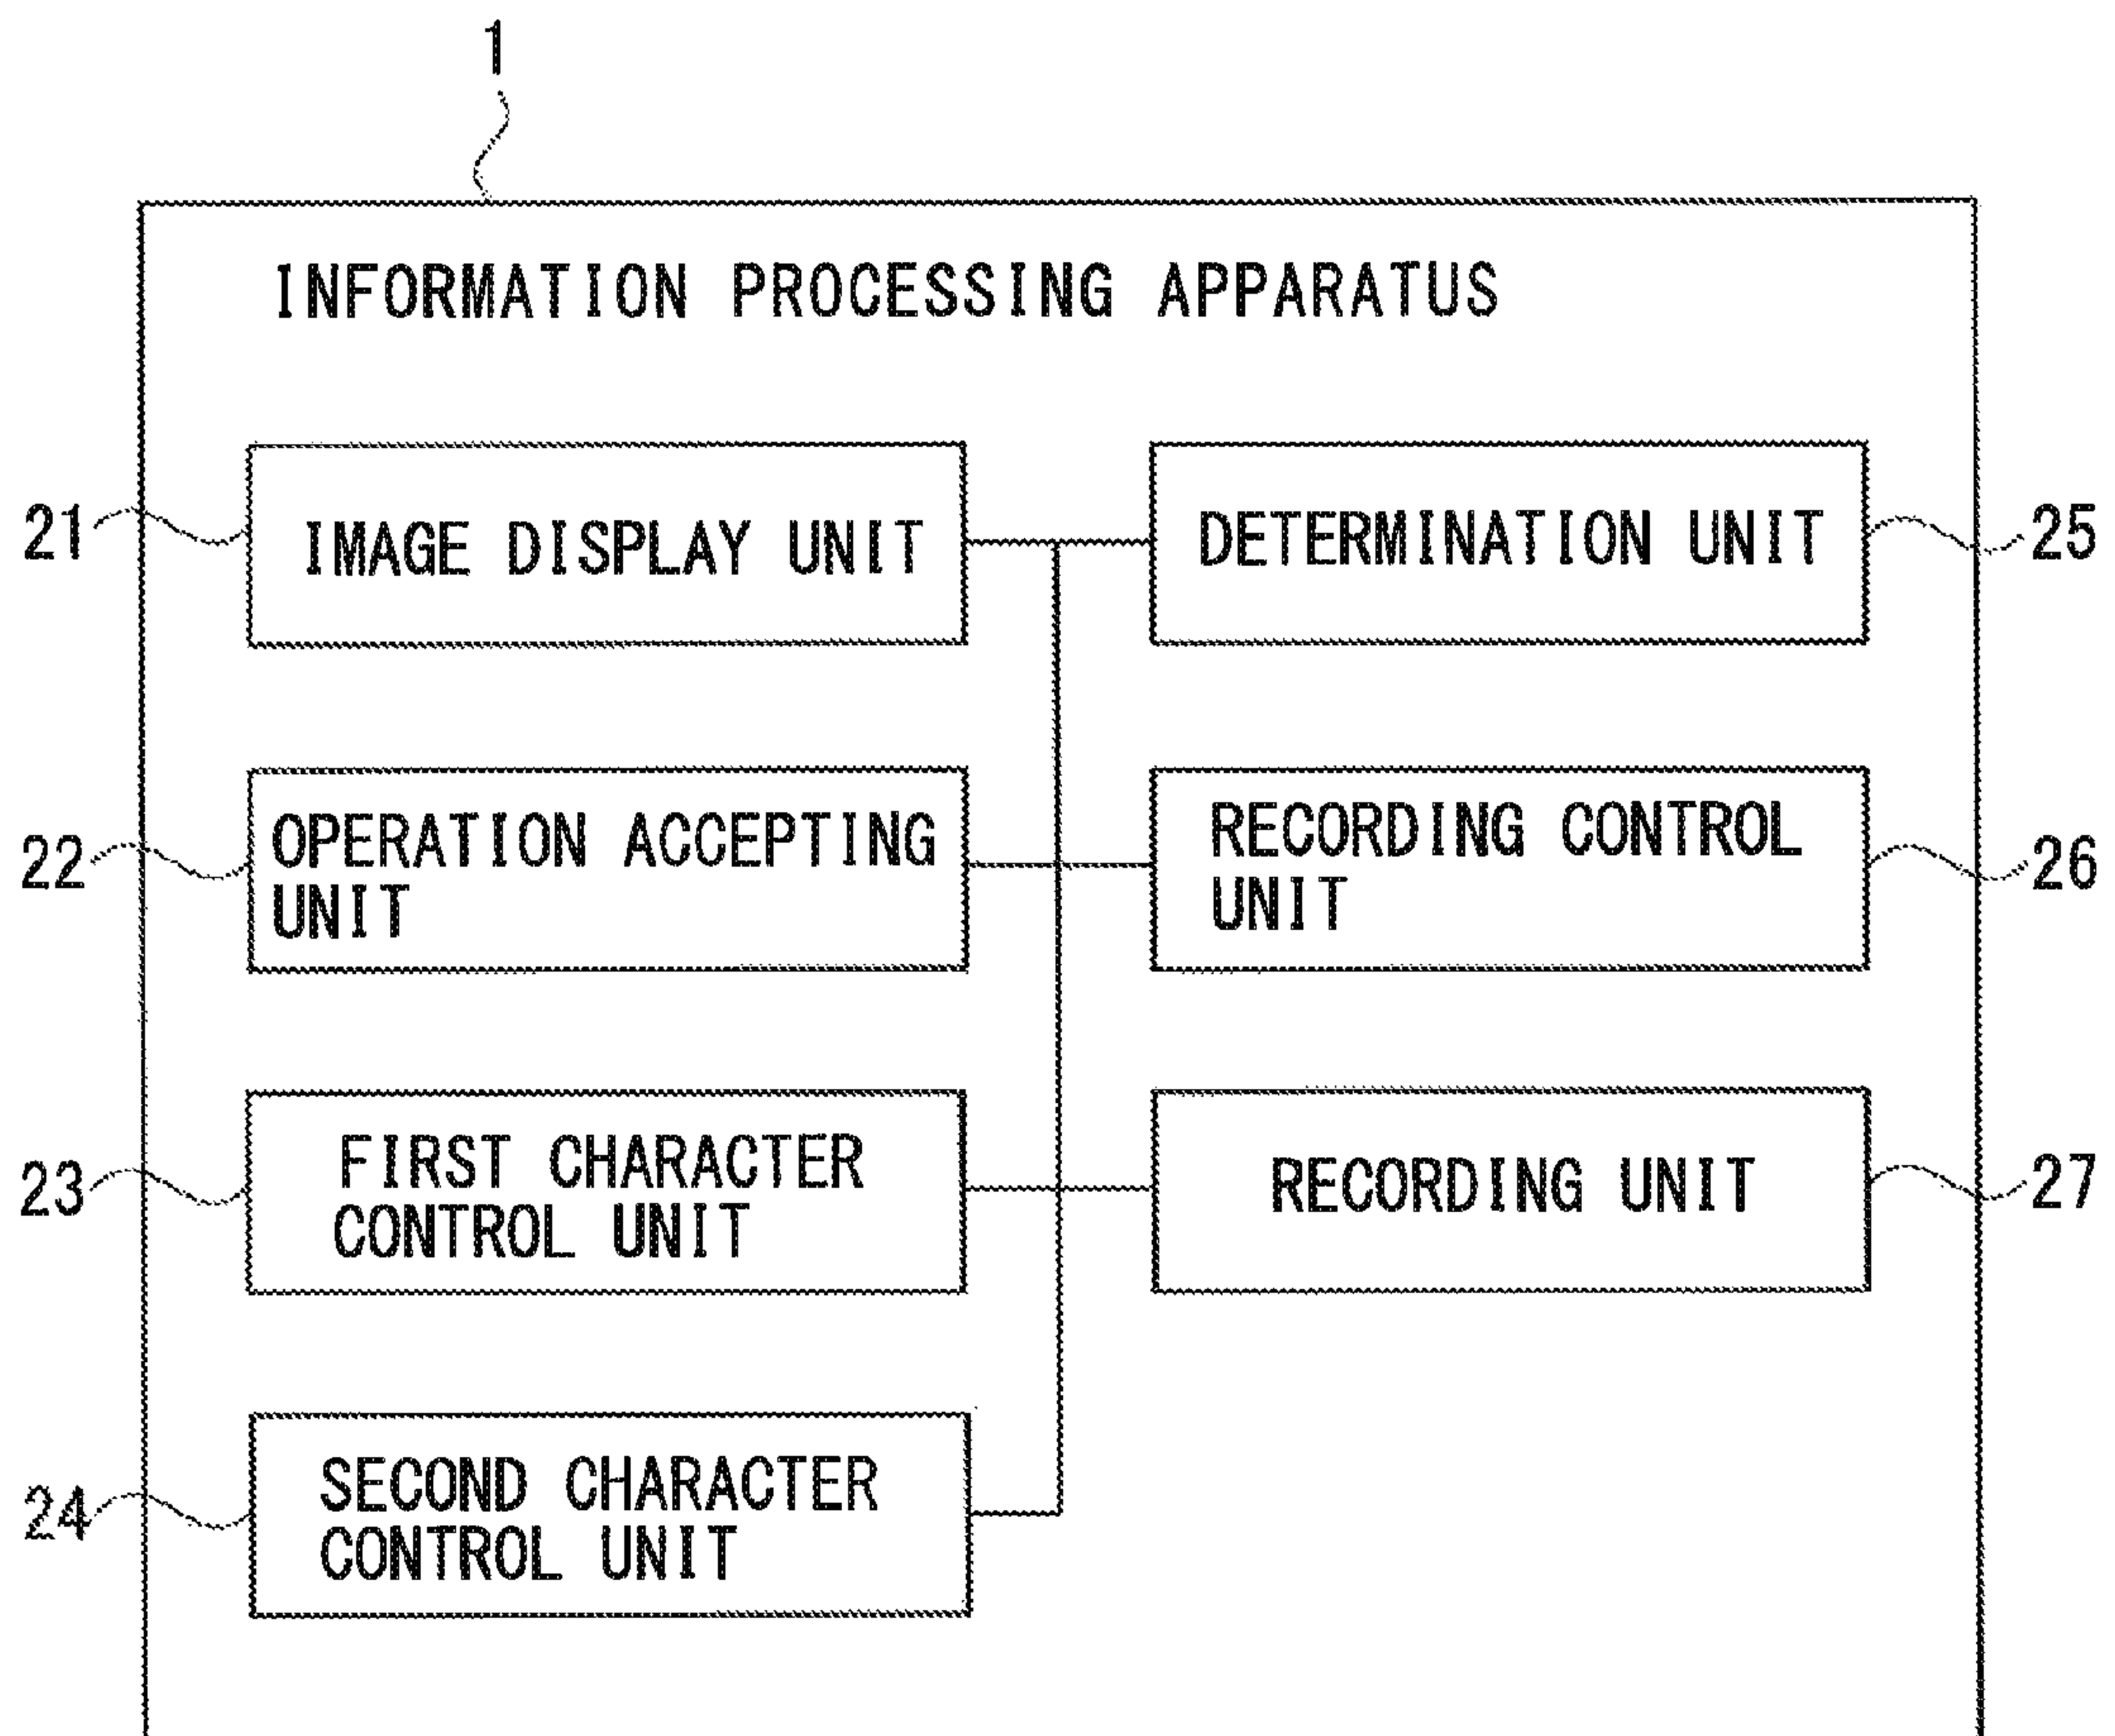 1
INFORMATION PROCESSING APPARATUS
21
IMAGE DISPLAY UNIT
DETERMINATION UNIT
25
22
OPERATION ACCEPTING
UNIT
RECORDING CONTROL
UNIT
26
23
FIRST CHARACTER
CONTROL UNIT
RECORDING UNIT
27
24
SECOND CHARACTER
CONTROL UNIT